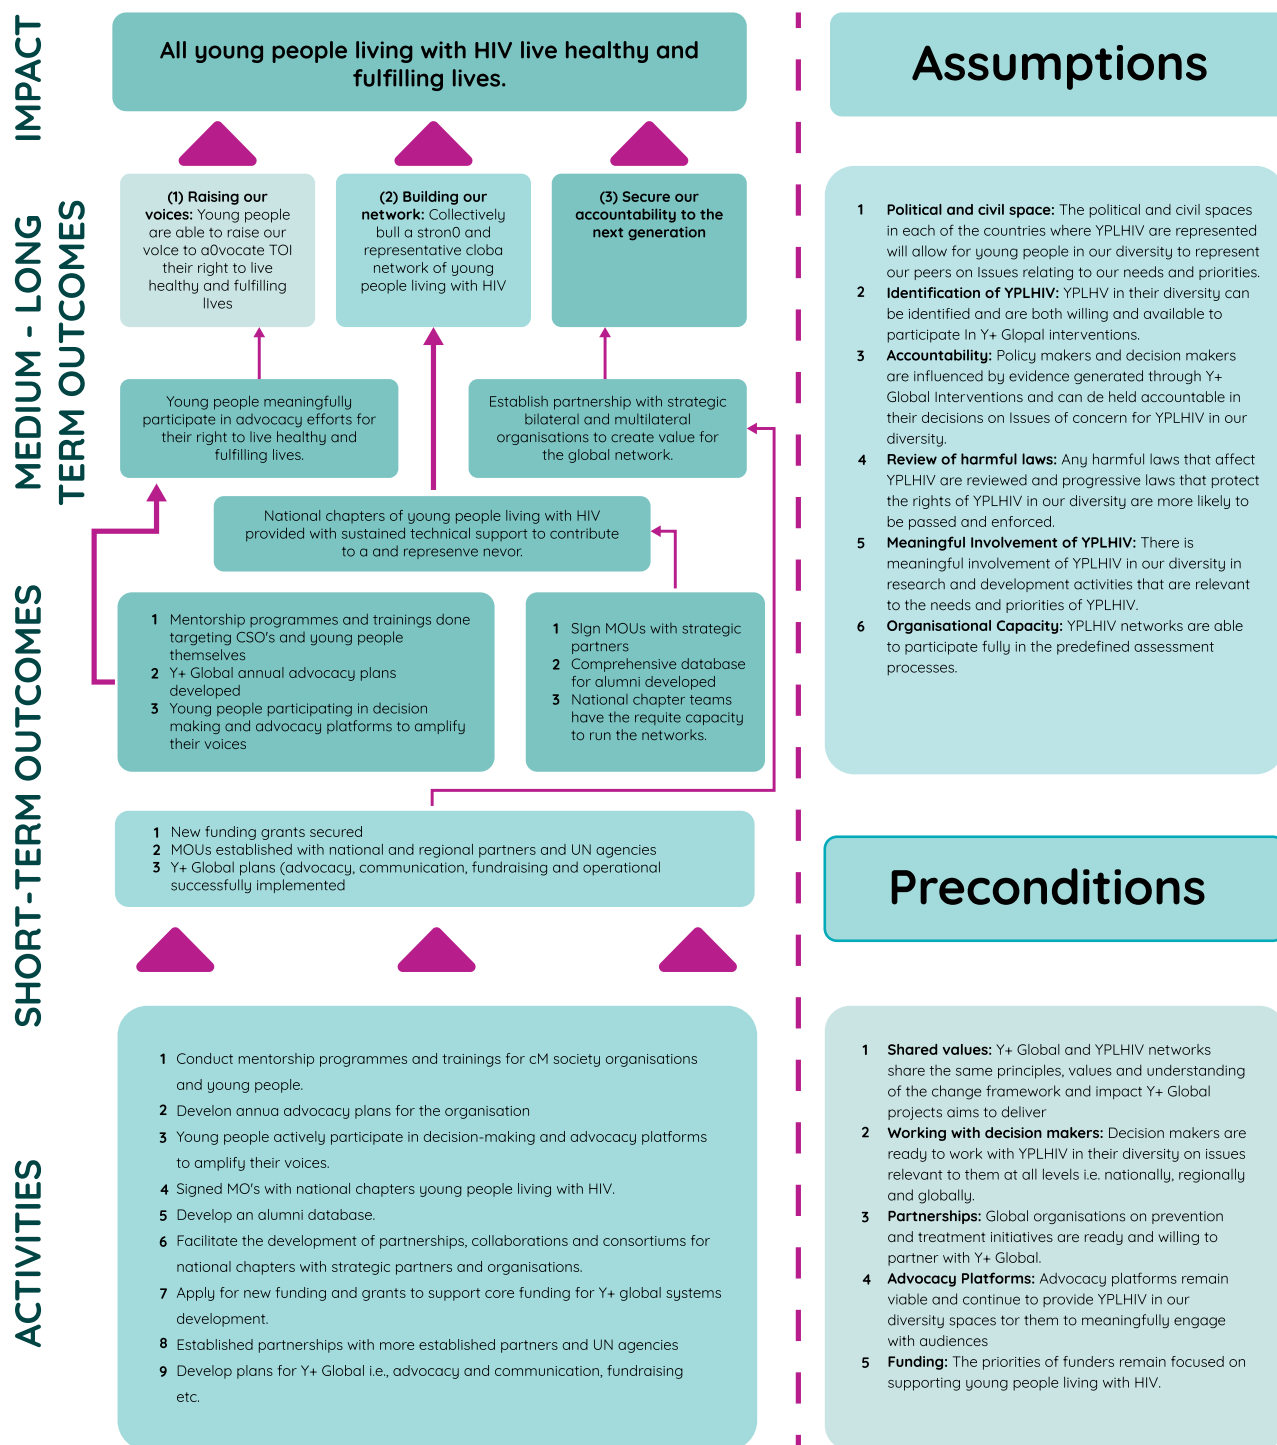 IMPACT
All young people living with HIV live healthy and
fulfilling lives.
MEDIUM - LONG
TERM OUTCOMES
(1) Raising our
voices: Young people
are able to raise our
volce to a0vocate TOI
their right to live
healthy and fulfilling
lIves
(2) Building our
network: Collectively
bull a stron0 and
representative cloba
network of young
people living with HIV
(3) Secure our
accountability to the
next generation
Young people meaningfully
participate in advocacy efforts for
their right to live healthy and
fulfilling lives.
Establish partnership with strategic
bilateral and multilateral
organisations to create value for
the global network.
National chapters of young people living with HIV
provided with sustained technical support to contribute
to a and represenve nevor.
SHORT-TERM OUTCOMES
1 Mentorship programmes and trainings done
targeting CSO's and young people
themselves
2 Y+ Global annual advocacy plans
developed
3 Young people participating in decision
making and advocacy platforms to amplify
their voices
1 SIgn MOUs with strategic
partners
2 Comprehensive database
for alumni developed
3 National chapter teams
have the requite capacity
to run the networks.
1 New funding grants secured
2 MOUs established with national and regional partners and UN agencies
3 Y+ Global plans (advocacy, communication, fundraising and operational
successfully implemented
ACTIVITIES
1 Conduct mentorship programmes and trainings for cM society organisations
and young people.
2 Develon annua advocacy plans for the organisation
3 Young people actively participate in decision-making and advocacy platforms
to amplify their voices.
4 Signed MO's with national chapters young people living with HIV.
5 Develop an alumni database.
6 Facilitate the development of partnerships, collaborations and consortiums for
national chapters with strategic partners and organisations.
7 Apply for new funding and grants to support core funding for Y+ global systems
development.
8 Established partnerships with more established partners and UN agencies
9 Develop plans for Y+ Global i.e., advocacy and communication, fundraising
etc.
Assumptions
1 Political and civil space: The political and civil spaces
in each of the countries where YPLHIV are represented
will allow for young people in our diversity to represent
our peers on Issues relating to our needs and priorities.
2 Identification of YPLHIV: YPLHV in their diversity can
be identified and are both willing and available to
participate In Y+ Glopal interventions.
3 Accountability: Policy makers and decision makers
are influenced by evidence generated through Y+
Global Interventions and can de held accountable in
their decisions on Issues of concern for YPLHIV in our
diversity.
4 Review of harmful laws: Any harmful laws that affect
YPLHIV are reviewed and progressive laws that protect
the rights of YPLHIV in our diversity are more likely to
be passed and enforced.
5 Meaningful Involvement of YPLHIV: There is
meaningful involvement of YPLHIV in our diversity in
research and development activities that are relevant
to the needs and priorities of YPLHIV.
6 Organisational Capacity: YPLHIV networks are able
to participate fully in the predefined assessment
processes.
Preconditions
1 Shared values: Y+ Global and YPLHIV networks
share the same principles, values and understanding
of the change framework and impact Y+ Global
projects aims to deliver
2 Working with decision makers: Decision makers are
ready to work with YPLHIV in their diversity on issues
relevant to them at all levels i.e. nationally, regionally
and globally.
3 Partnerships: Global organisations on prevention
and treatment initiatives are ready and willing to
partner with Y+ Global.
4 Advocacy Platforms: Advocacy platforms remain
viable and continue to provide YPLHIV in our
diversity spaces tor them to meaningfully engage
with audiences
5 Funding: The priorities of funders remain focused on
supporting young people living with HIV.